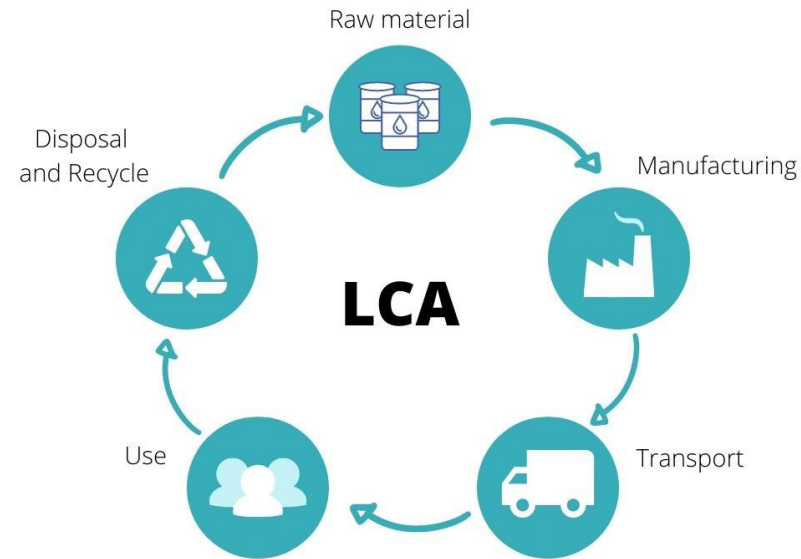 Raw material
Manufacturing
Transport
Use
Disposal
and Recycle
LCA